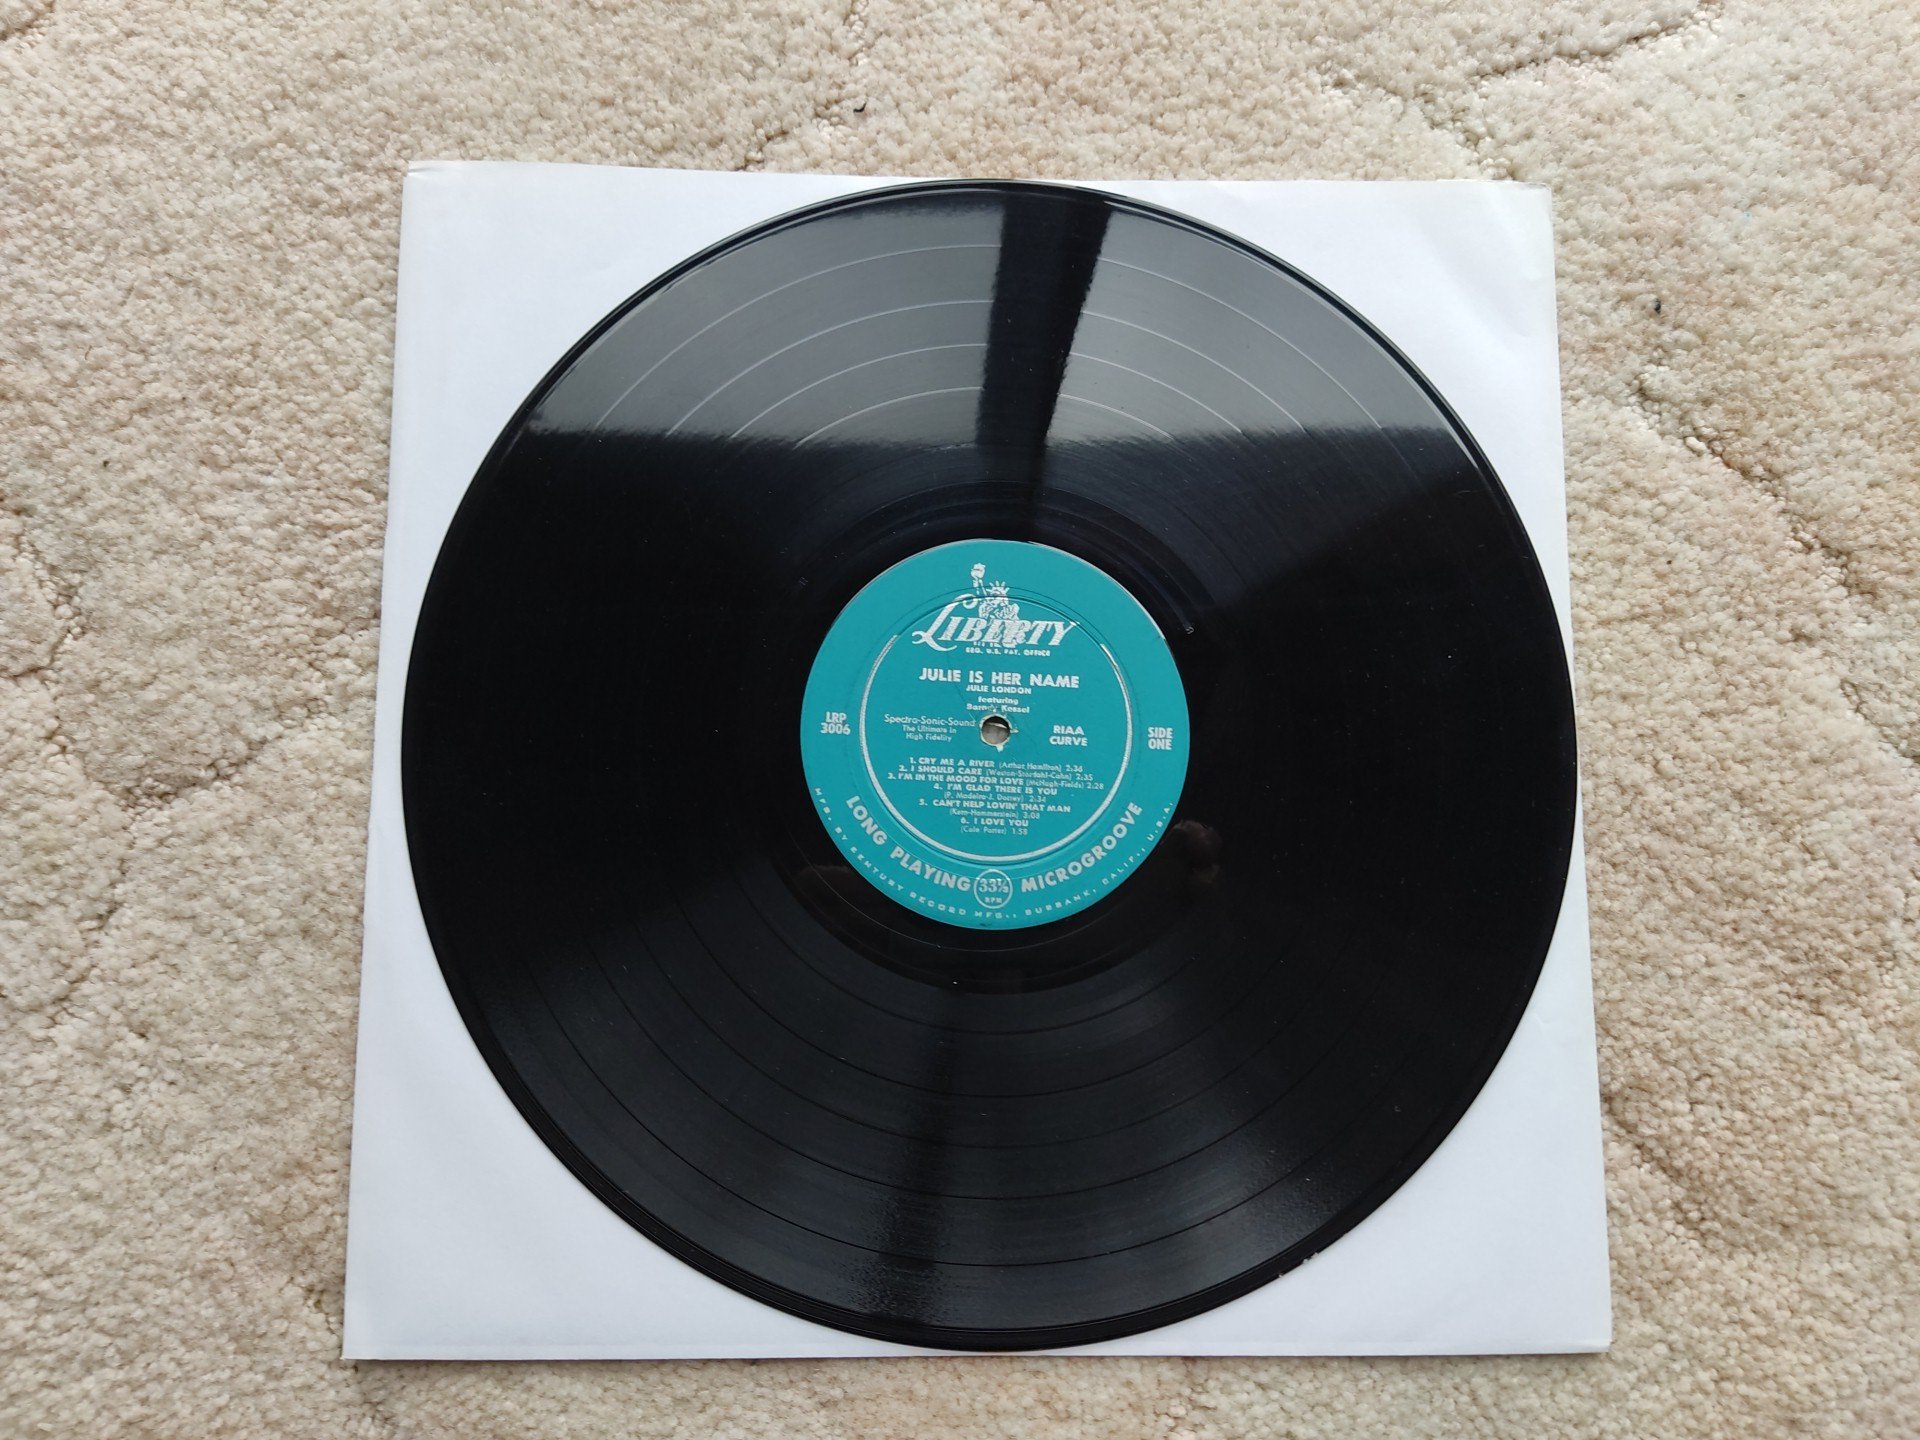 LIBERTY
REG. U.S. PAT. OFFICE
JULIE IS HER NAME
JULIE LONDON
featuring
Barney Kessel
LRP
3006
Spectra-Sonic-Sound
The Ultimate in
High Fidelity
RIAA
CURVE
SIDE
ONE
1. CRY ME A RIVER (Arthur Hamilton) 2:36
2. I SHOULD CARE (Weston-Stordahl-Cahn) 2:35
3. I'M IN THE MOOD FOR LOVE (McHugh-Fields) 2:28
4. I'M GLAD THERE IS YOU
(P. Madeira-J. Dorsey) 2:34
5. CAN'T HELP LOVIN' THAT MAN
(Kern-Hammerstein) 3:08
6. I LOVE YOU
(Cole Porter) 1:58
LONG PLAYING 33⅓ RPM MICROGROOVE
MFG. BY CENTURY RECORD MFG., BURBANK, CALIF., U.S.A.